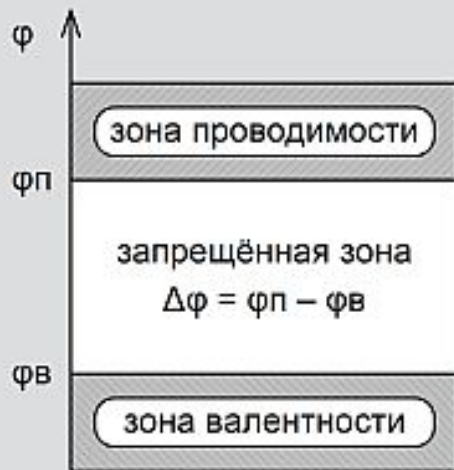 φ
зона проводимости
φп
запрещённая зона
Δφ = φп – φв
φв
зона валентности